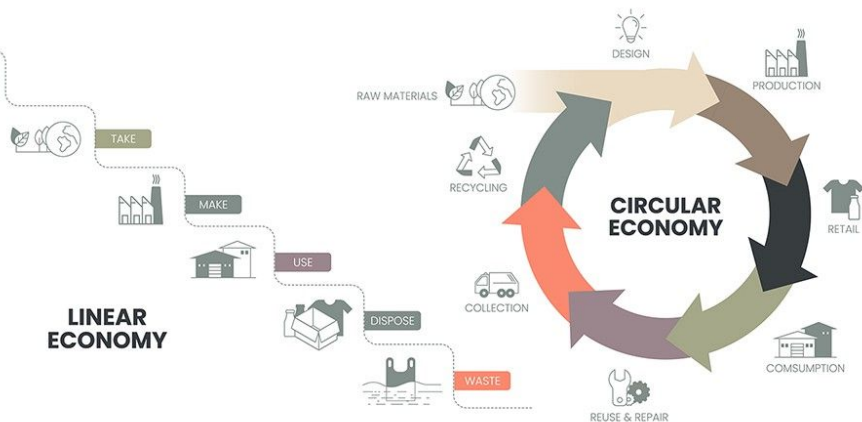 TAKE
MAKE
USE
DISPOSE
WASTE
LINEAR
ECONOMY
RAW MATERIALS
DESIGN
PRODUCTION
RETAIL
COMSUMPTION
REUSE & REPAIR
COLLECTION
RECYCLING
CIRCULAR
ECONOMY